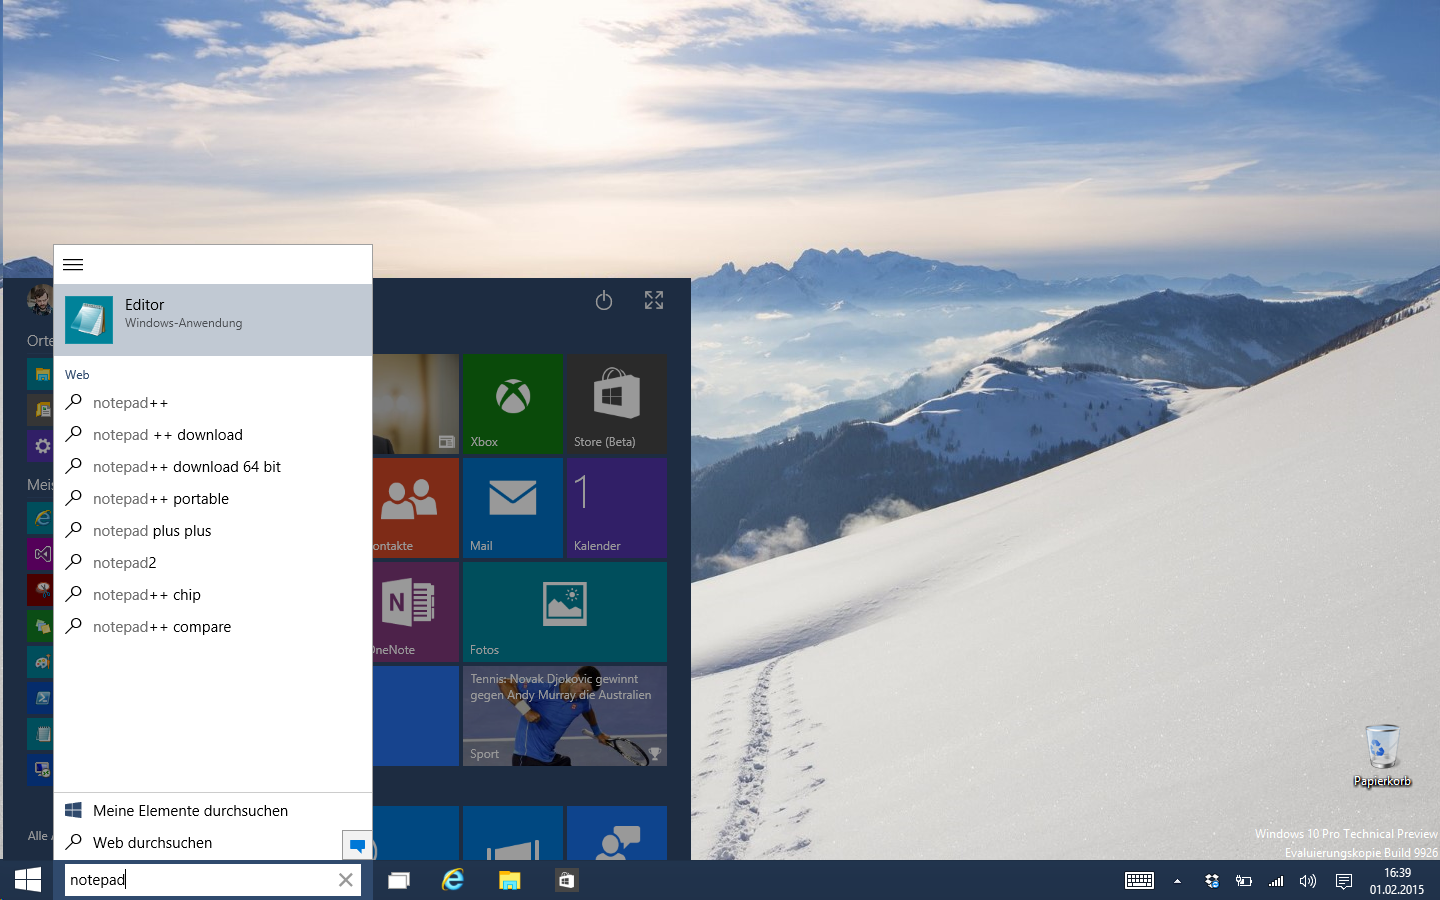 Editor
Windows-Anwendung
Web
notepad++
notepad ++ download
notepad++ download 64 bit
notepad++ portable
notepad plus plus
notepad2
notepad++ chip
notepad++ compare
Meine Elemente durchsuchen
Web durchsuchen
notepad
Orte
Meis
Alle
Xbox
Store (Beta)
ontakte
Mail
1
Kalender
N
OneNote
Fotos
Tennis: Novak Djokovic gewinnt
gegen Andy Murray die Australien
Sport
Papierkorb
Windows 10 Pro Technical Preview
Evaluierungskopie Build 9926
16:39
01.02.2015